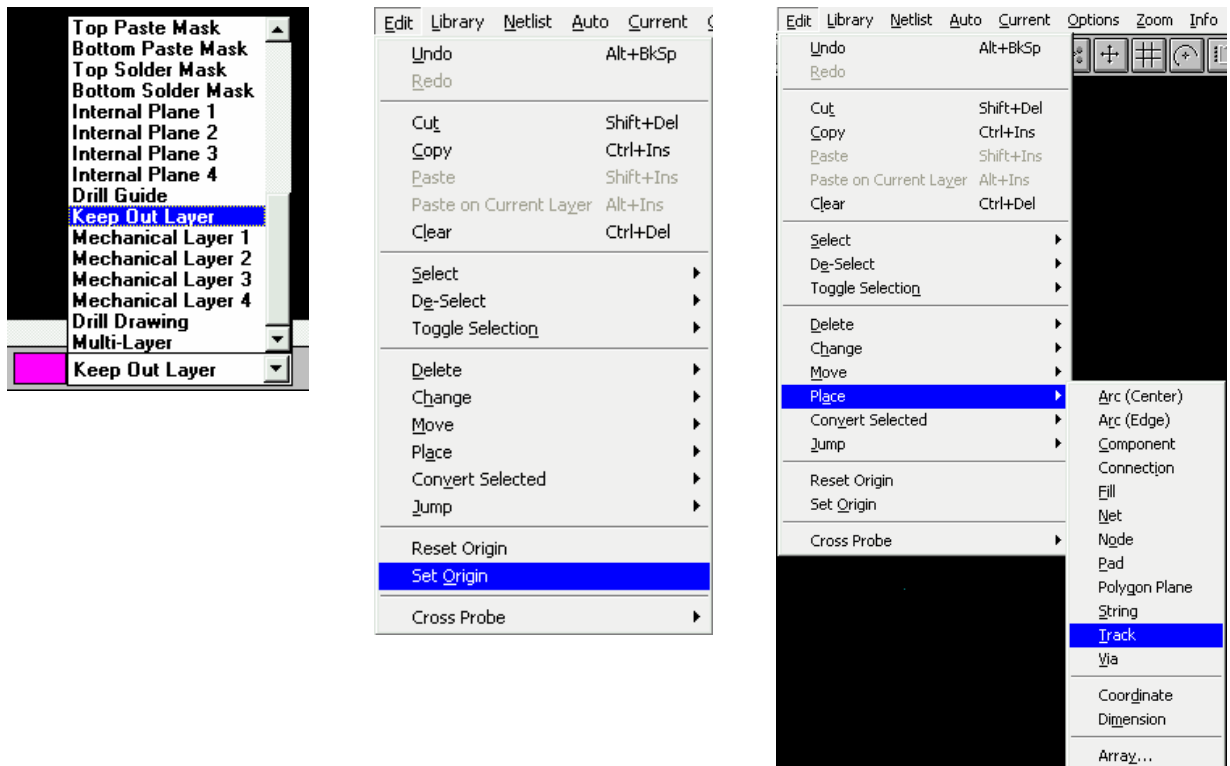 Top Paste Mask
Bottom Paste Mask
Top Solder Mask
Bottom Solder Mask
Internal Plane 1
Internal Plane 2
Internal Plane 3
Internal Plane 4
Drill Guide
Keep Out Layer
Mechanical Layer 1
Mechanical Layer 2
Mechanical Layer 3
Mechanical Layer 4
Drill Drawing
Multi-Layer
Keep Out Layer
Edit Library Netlist Auto Current
Undo Alt+BkSp
Redo
Cut Shift+Del
Copy Ctrl+Ins
Paste Shift+Ins
Paste on Current Layer Alt+Ins
Clear Ctrl+Del
Select
De-Select
Toggle Selection
Delete
Change
Move
Place
Convert Selected
Jump
Reset Origin
Set Origin
Cross Probe
Edit Library Netlist Auto Current Options Zoom Info
Undo Alt+BkSp
Redo
Cut Shift+Del
Copy Ctrl+Ins
Paste Shift+Ins
Paste on Current Layer Alt+Ins
Clear Ctrl+Del
Select
De-Select
Toggle Selection
Delete
Change
Move
Place
Convert Selected
Jump
Reset Origin
Set Origin
Cross Probe
Arc (Center)
Arc (Edge)
Component
Connection
Fill
Net
Node
Pad
Polygon Plane
String
Track
Via
Coordinate
Dimension
Array...